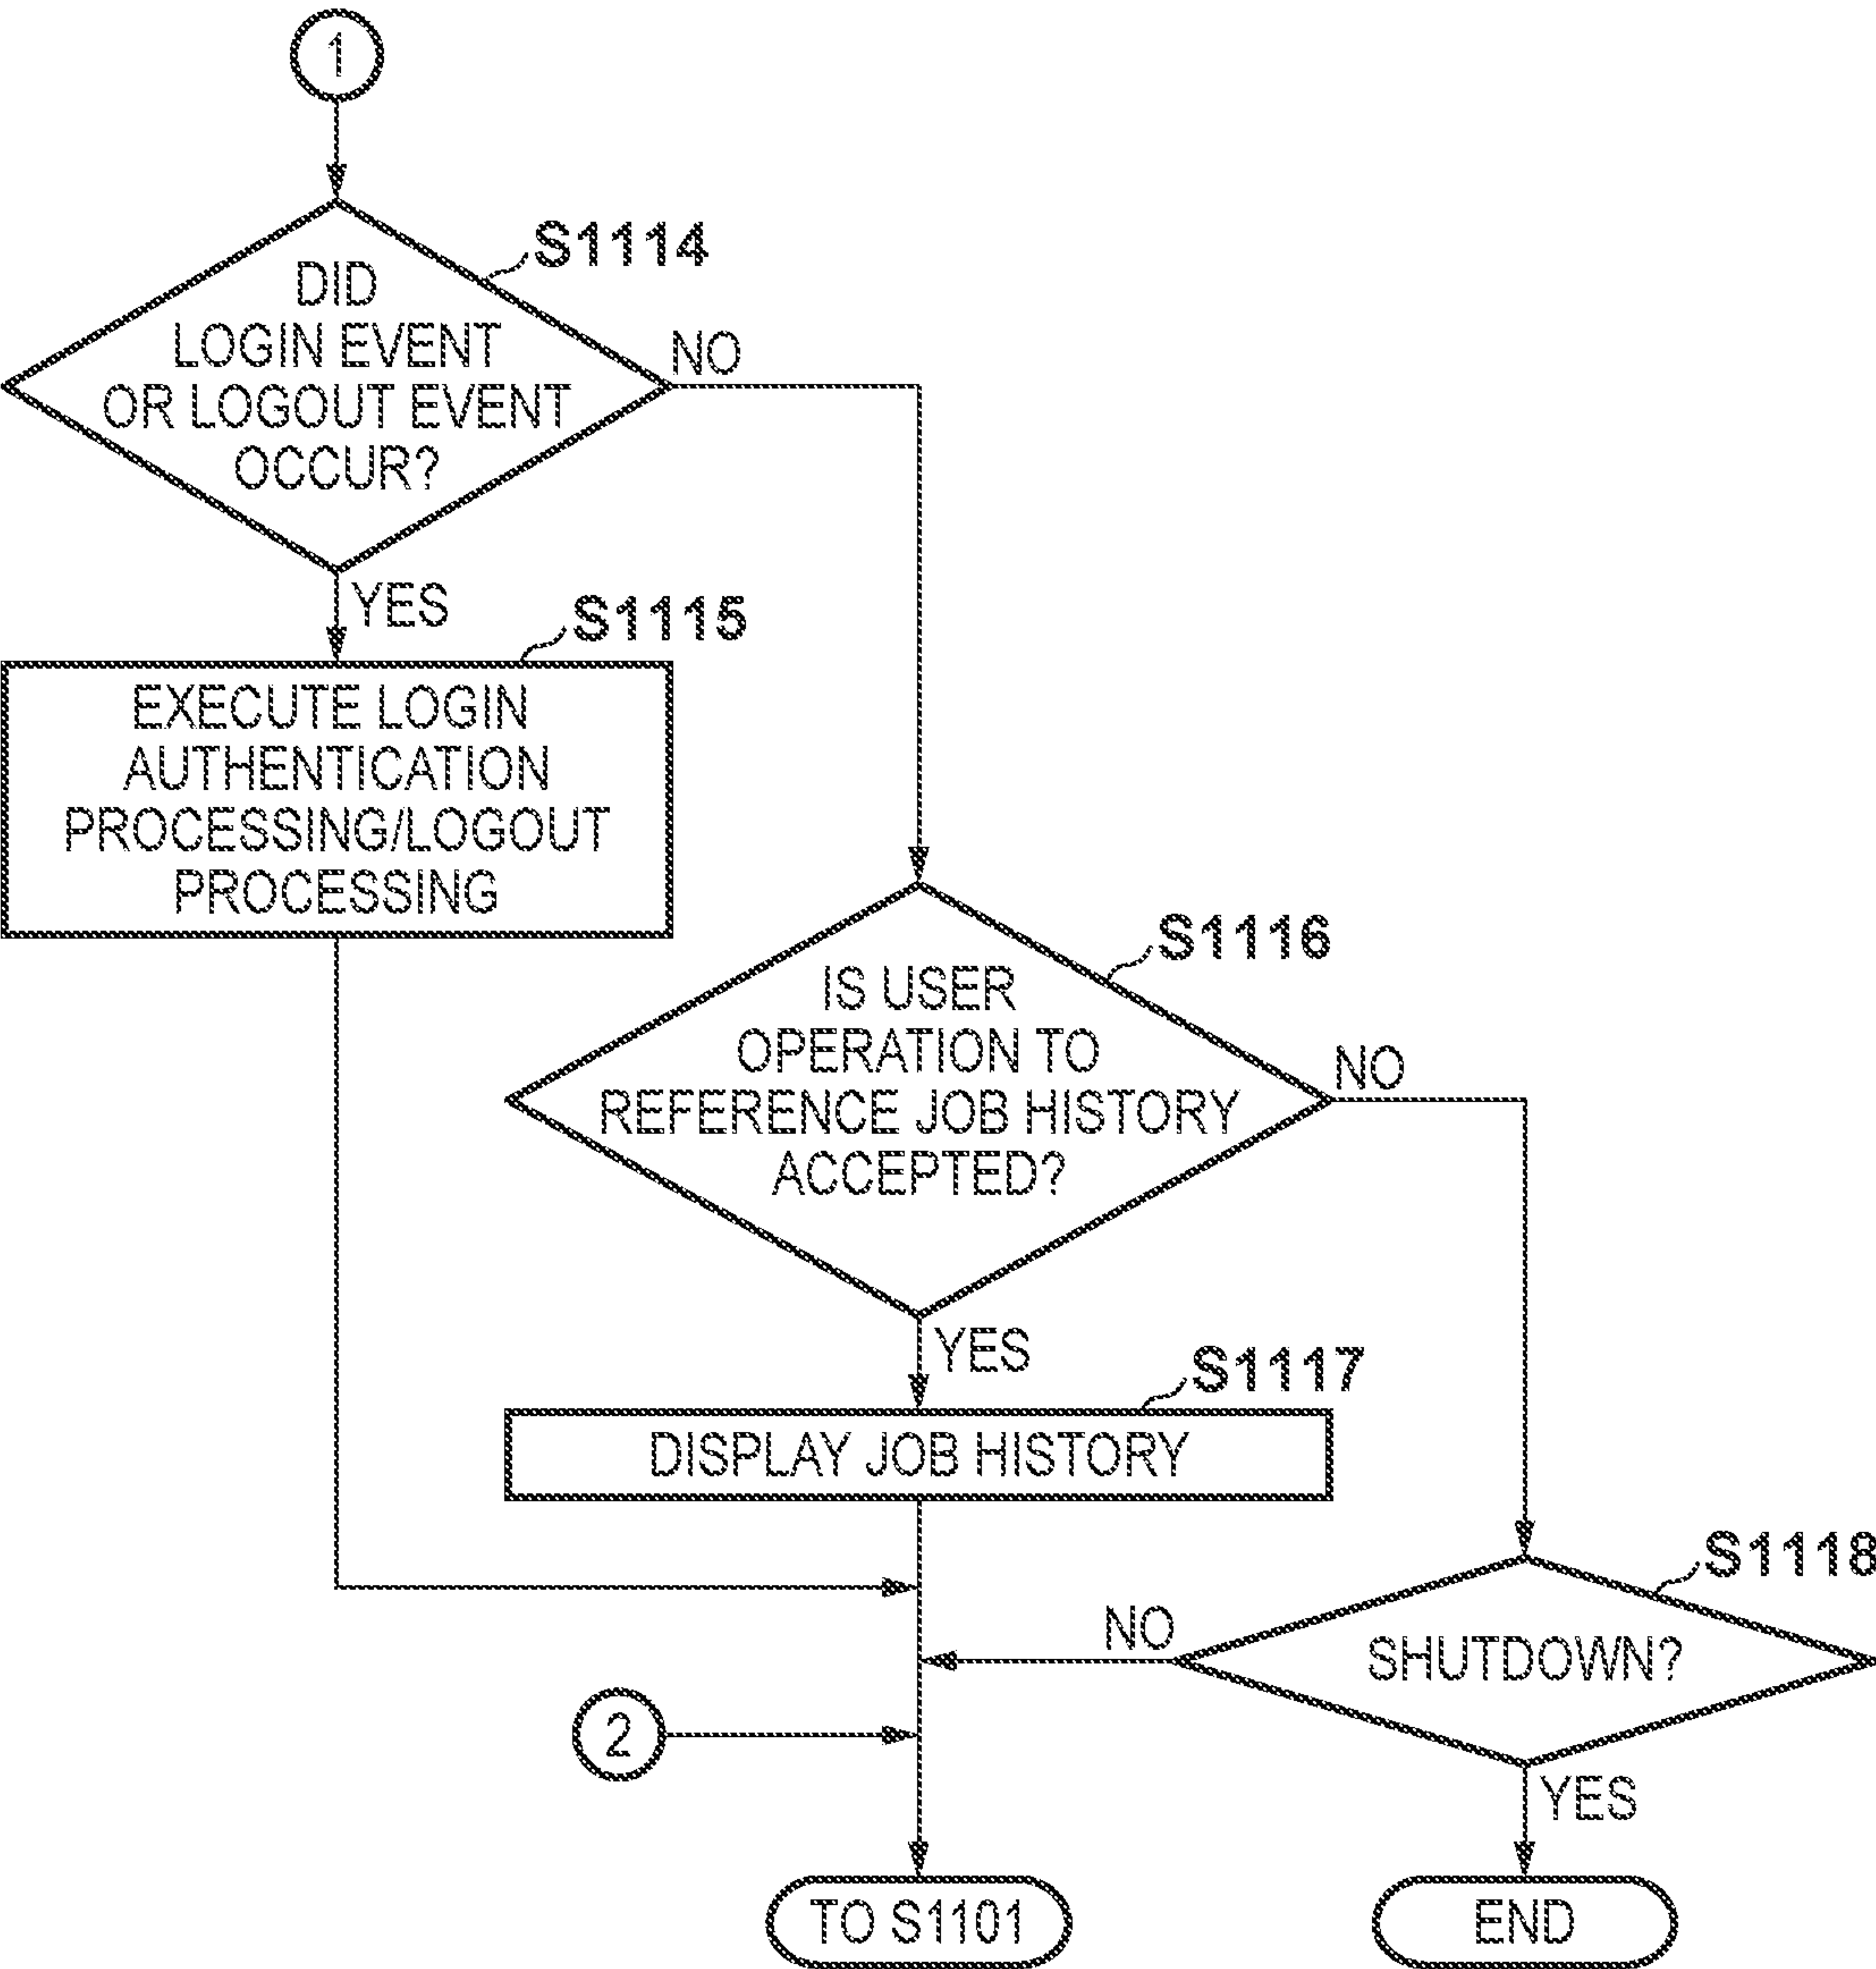 1
S1114
DID
LOGIN EVENT
OR LOGOUT EVENT
OCCUR?
NO
YES
S1115
EXECUTE LOGIN
AUTHENTICATION
PROCESSING/LOGOUT
PROCESSING
S1116
IS USER
OPERATION TO
REFERENCE JOB HISTORY
ACCEPTED?
NO
YES
S1117
DISPLAY JOB HISTORY
S1118
SHUTDOWN?
NO
2
YES
TO S1101
END